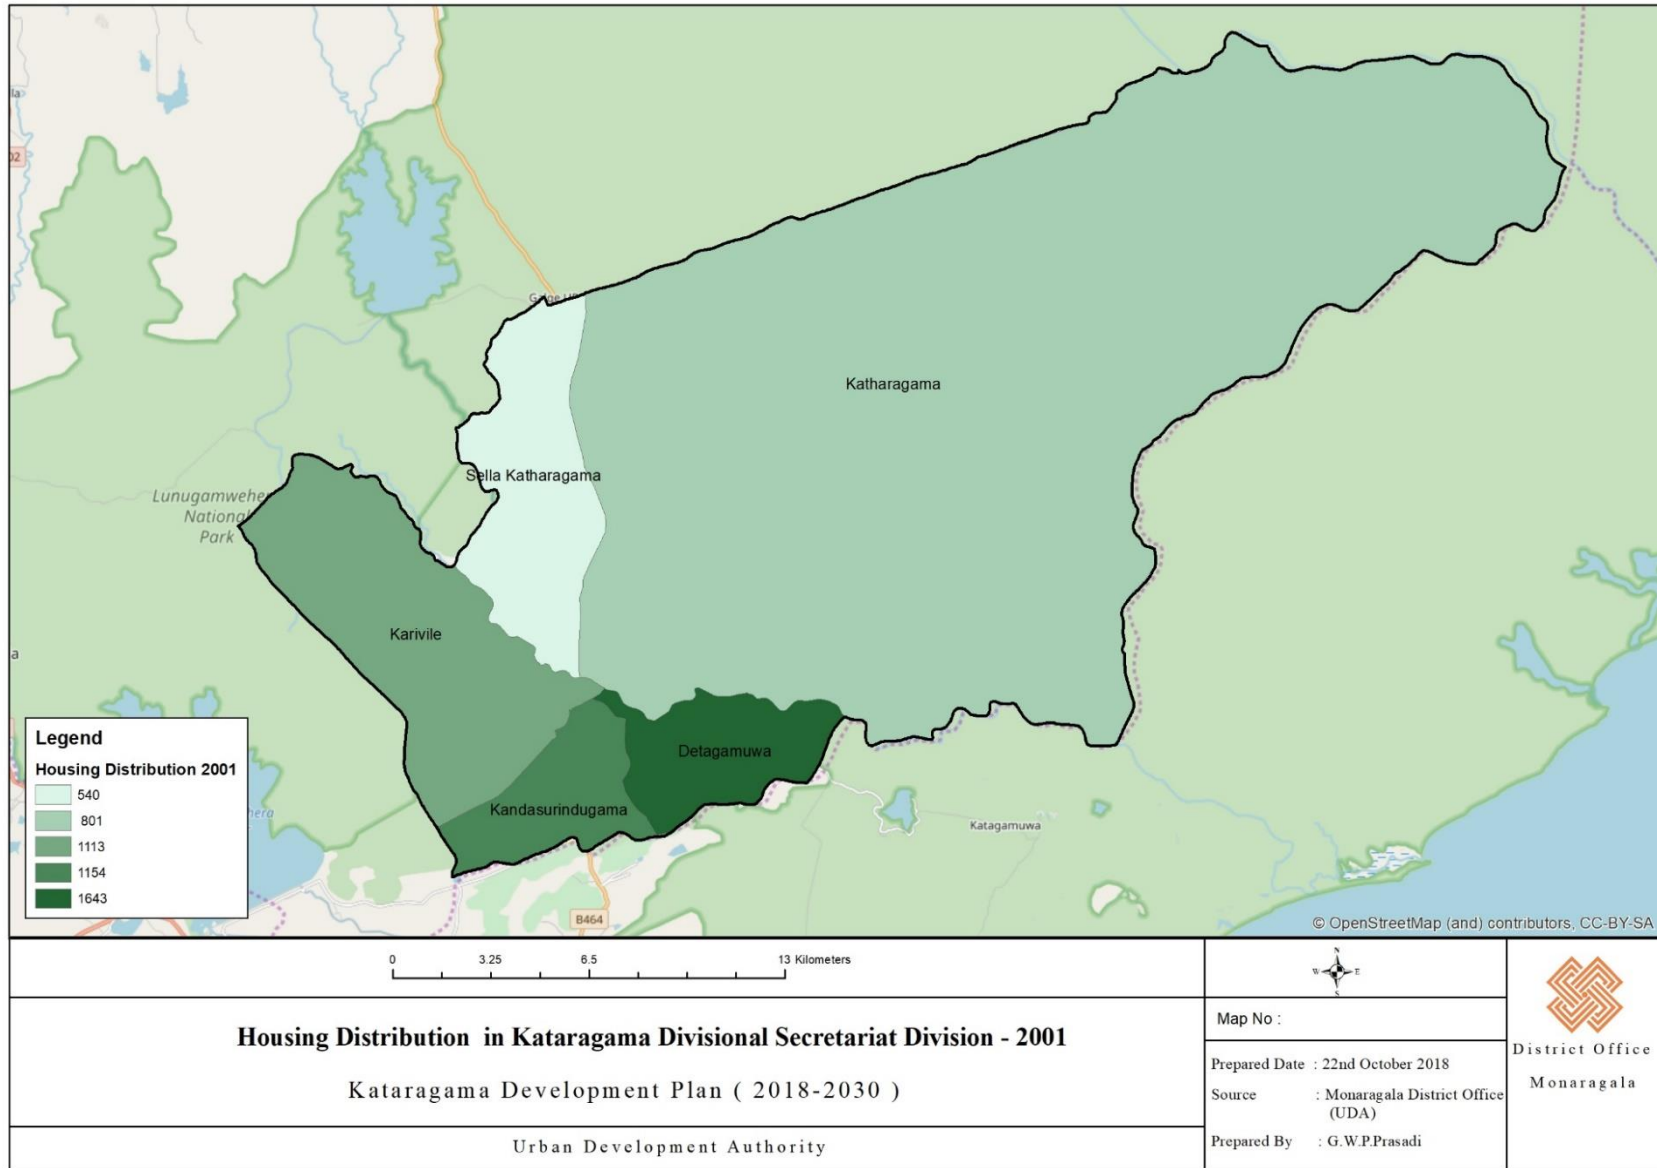 02
Galge
Katharagama
Sella Katharagama
Lunugamwehe
National
Park
Karivile
a
Detagamuwa
Kandasurindugama
Katagamuwa
B464
Legend
Housing Distribution 2001
540
801
1113
1154
1643
hera
© OpenStreetMap (and) contributors, CC-BY-SA
0 3.25 6.5 13 Kilometers
N
W E
S
Housing Distribution in Kataragama Divisional Secretariat Division - 2001
Kataragama Development Plan ( 2018-2030 )
Urban Development Authority
Map No :
Prepared Date : 22nd October 2018
Source : Monaragala District Office
(UDA)
Prepared By : G.W.P.Prasadi
District Office
Monaragala